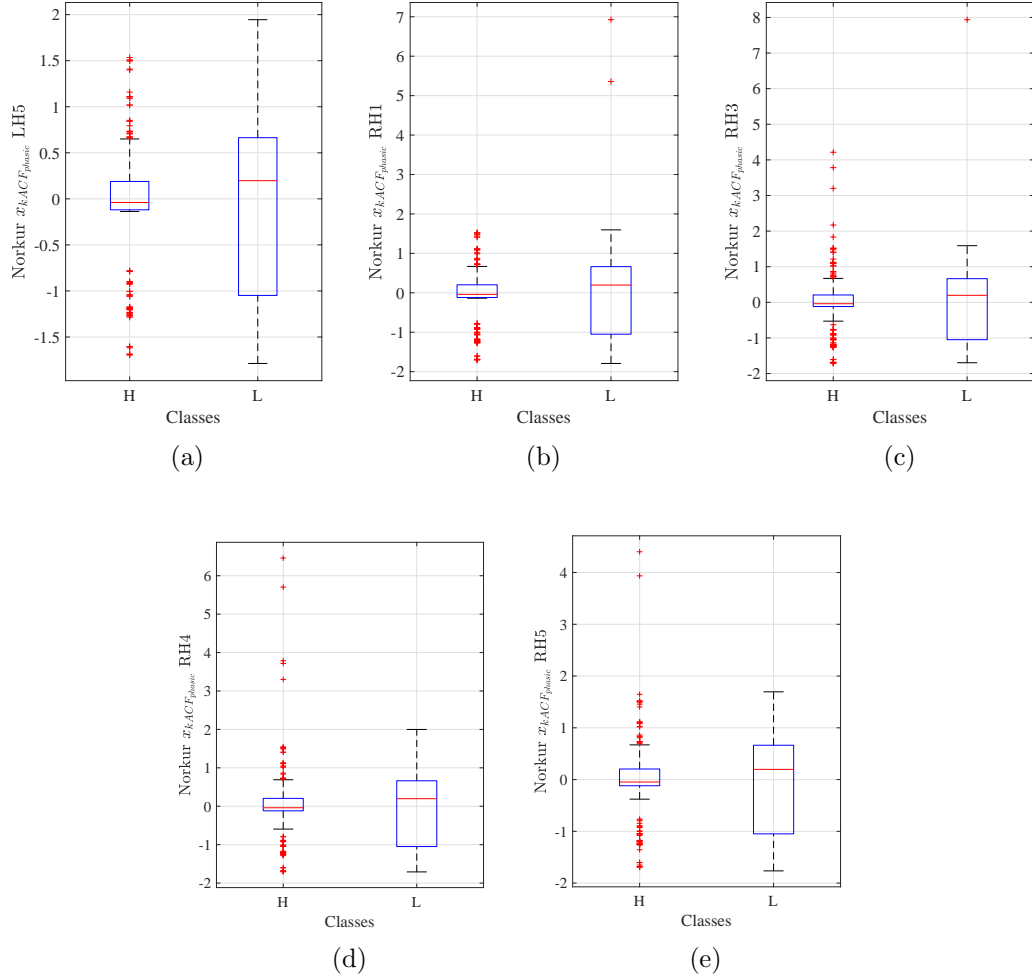 2
1.5
1
0.5
0
-0.5
-1
-1.5
Norkur x_{kACF_{phasic}} LH5
H
L
Classes
(a)
7
6
5
4
3
2
1
0
-1
-2
Norkur x_{kACF_{phasic}} RH1
H
L
Classes
(b)
8
7
6
5
4
3
2
1
0
-1
-2
Norkur x_{kACF_{phasic}} RH3
H
L
Classes
(c)
6
5
4
3
2
1
0
-1
-2
Norkur x_{kACF_{phasic}} RH4
H
L
Classes
(d)
4
3
2
1
0
-1
-2
Norkur x_{kACF_{phasic}} RH5
H
L
Classes
(e)